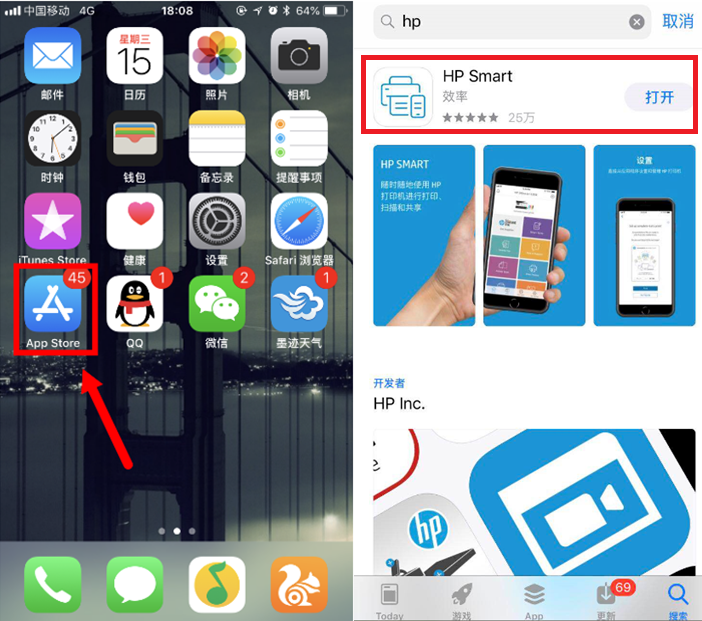 中国移动 4G 18:08 64%
星期三
15
邮件 日历 照片 相机
时钟 钱包 备忘录 提醒事项
iTunes Store 健康 设置 Safari 浏览器
45 1 2 1
App Store QQ 微信 墨迹天气
hp 取消
HP Smart
效率
打开
25万
HP SMART
随时随地使用 HP
打印机进行打印、
扫描和共享
设置
开发者
HP Inc.
hp
69
Today 游戏 App 更新 搜索